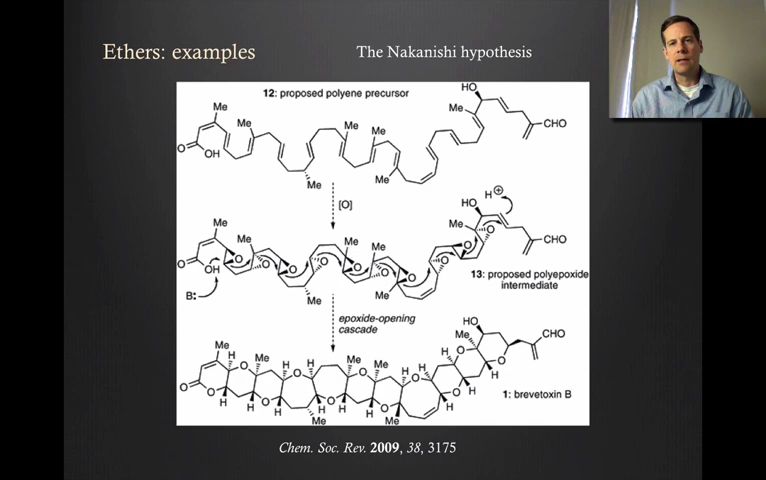 Ethers: examples
The Nakanishi hypothesis
12: proposed polyene precursor
HO
Me
Me
Me
Me
Me
CHO
O
OH
Me
Me
[O]
H⊕
HO
Me
Me
Me
Me
Me
O
CHO
O
OH
O
O
O
O
O
O
O
O
O
Me
Me
B:
13: proposed polyepoxide
intermediate
epoxide-opening
cascade
HO
Me
CHO
Me
H
Me
H
H
Me
Me
H
H
H
O
O
O
O
O
O
O
O
O
O
O
H
H
H
H
H
H
H
H
Me
Me
1: brevetoxin B
Chem. Soc. Rev. 2009, 38, 3175